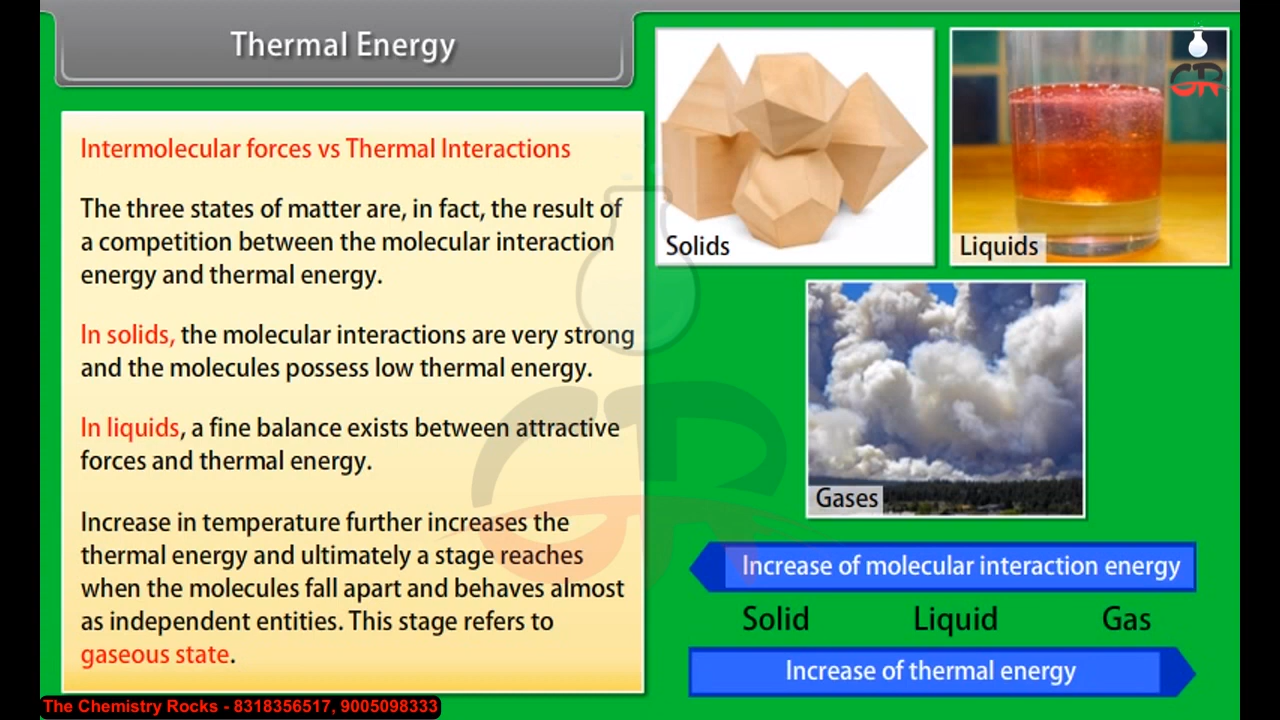 Thermal Energy
Intermolecular forces vs Thermal Interactions
The three states of matter are, in fact, the result of
a competition between the molecular interaction
energy and thermal energy.
In solids, the molecular interactions are very strong
and the molecules possess low thermal energy.
In liquids, a fine balance exists between attractive
forces and thermal energy.
Increase in temperature further increases the
thermal energy and ultimately a stage reaches
when the molecules fall apart and behaves almost
as independent entities. This stage refers to
gaseous state.
Solids
Liquids
GR
Gases
Increase of molecular interaction energy
Solid Liquid Gas
Increase of thermal energy
The Chemistry Rocks - 8318356517, 9005098333